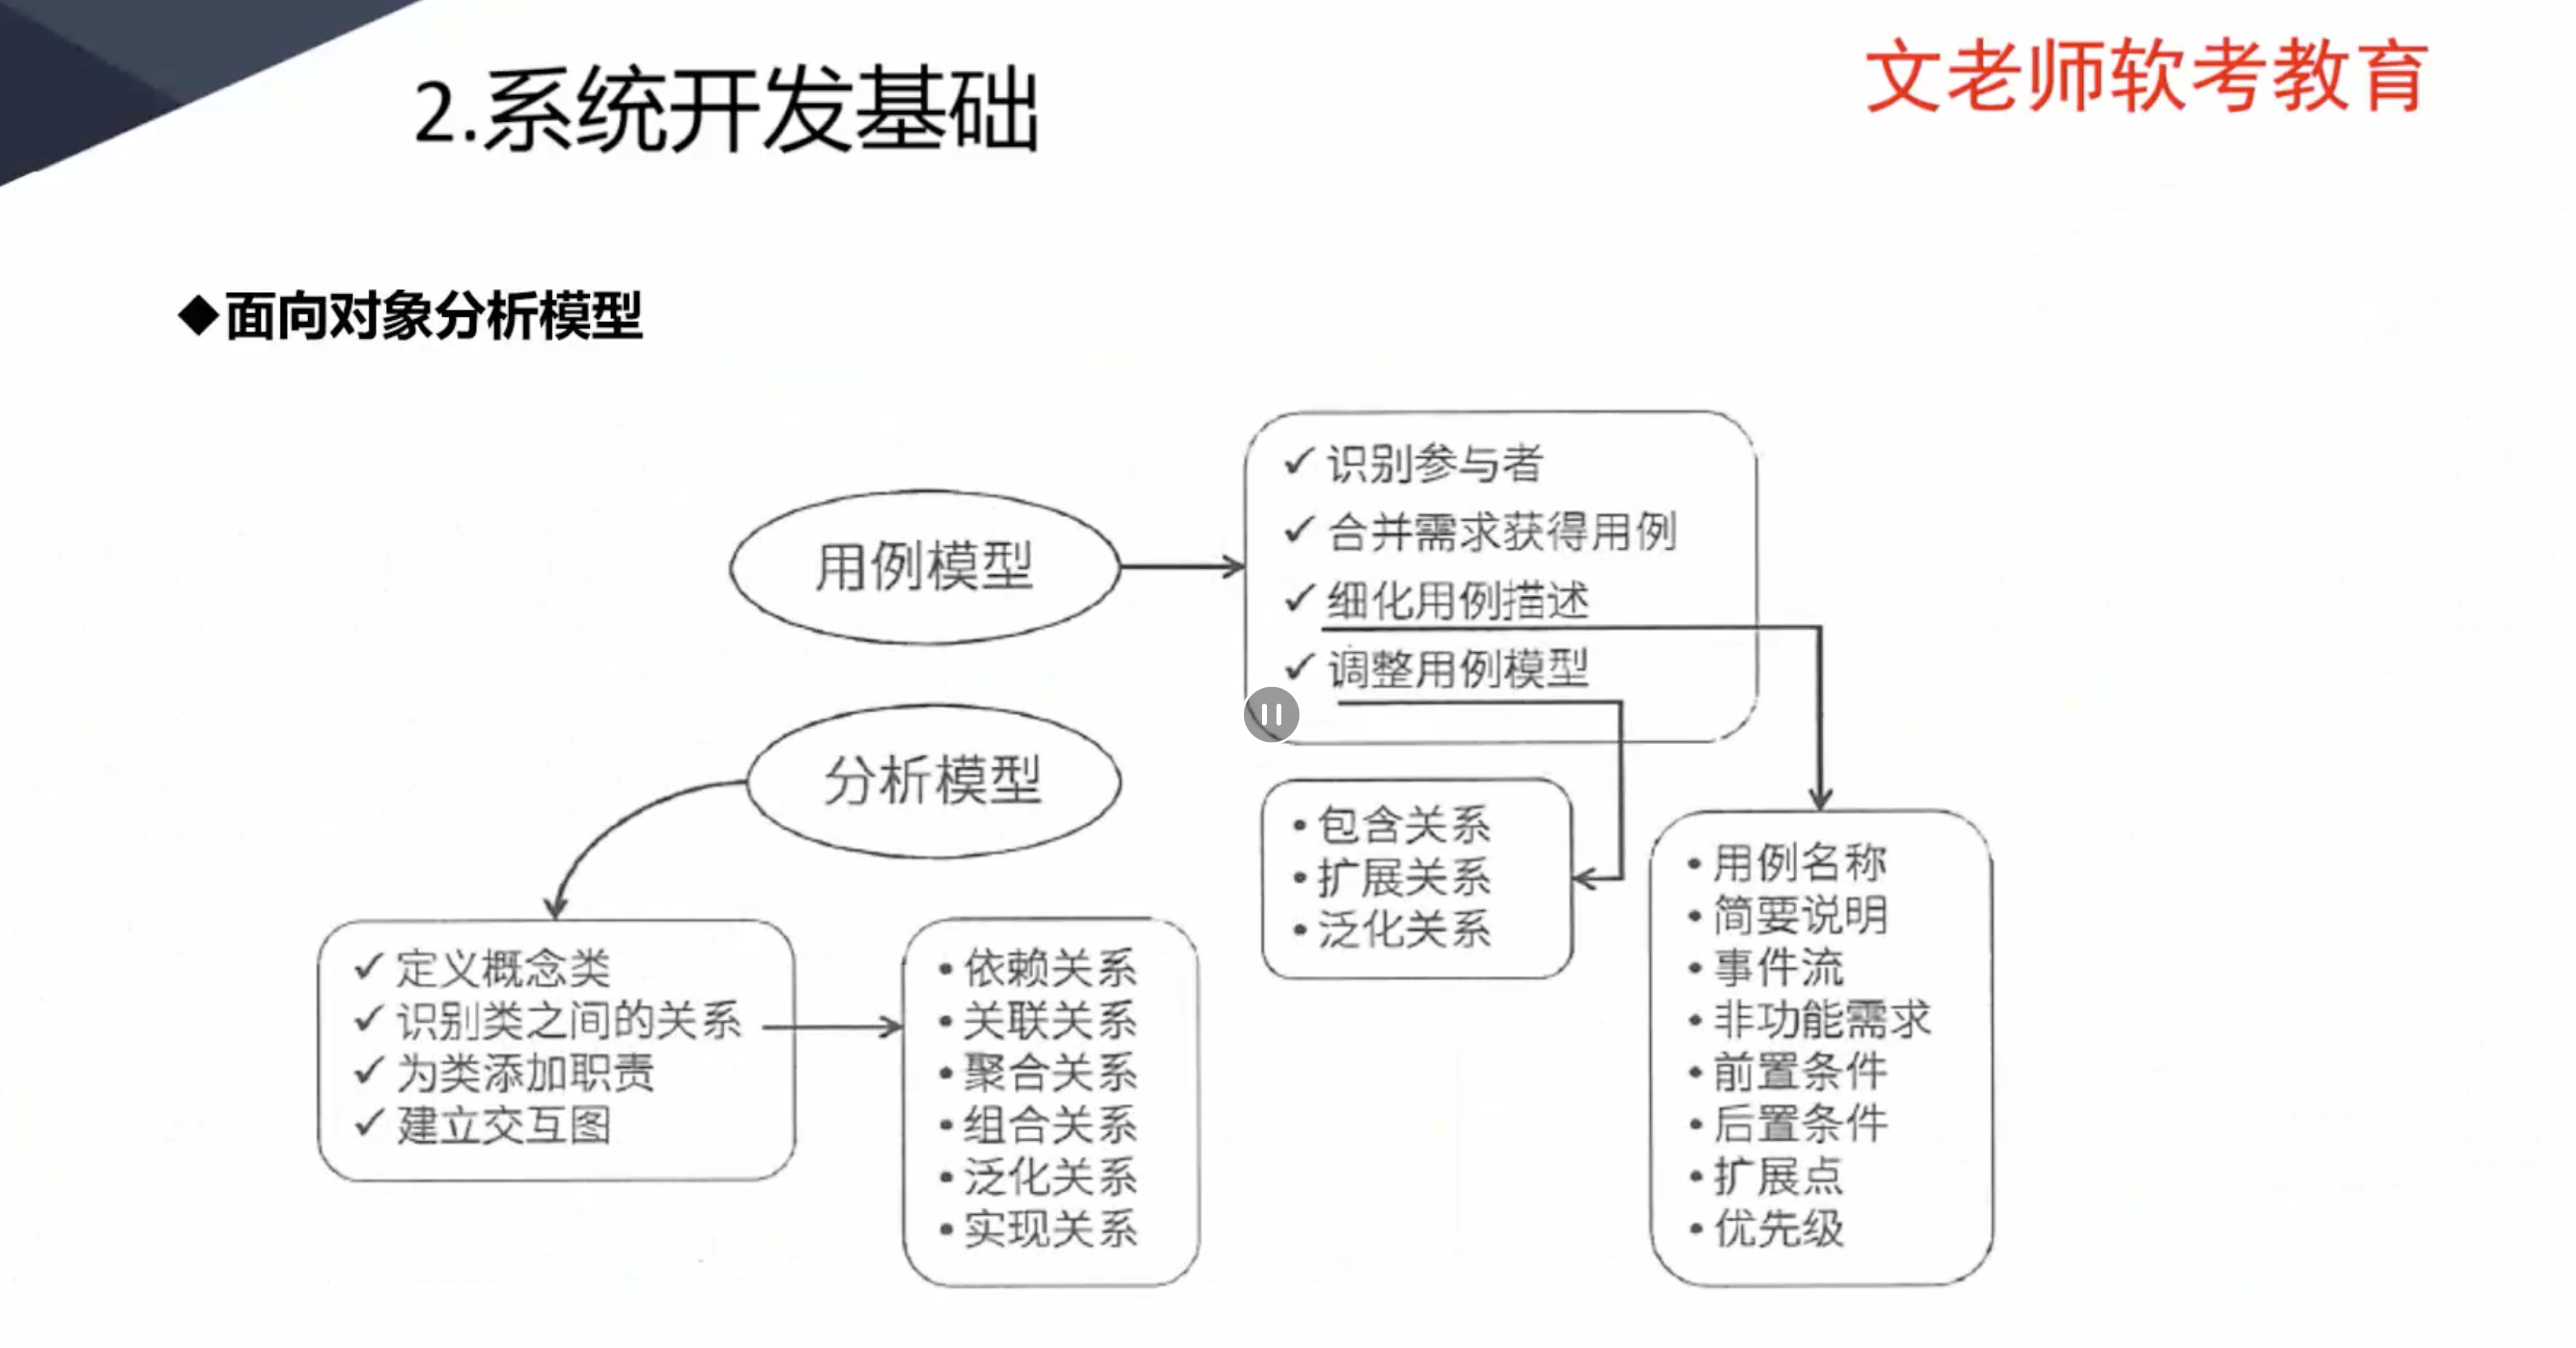 2.系统开发基础
文老师软考教育
◆面向对象分析模型
用例模型
✓ 识别参与者
✓ 合并需求获得用例
✓ 细化用例描述
✓ 调整用例模型
分析模型
• 包含关系
• 扩展关系
• 泛化关系
• 用例名称
• 简要说明
• 事件流
• 非功能需求
• 前置条件
• 后置条件
• 扩展点
• 优先级
✓ 定义概念类
✓ 识别类之间的关系
✓ 为类添加职责
✓ 建立交互图
• 依赖关系
• 关联关系
• 聚合关系
• 组合关系
• 泛化关系
• 实现关系